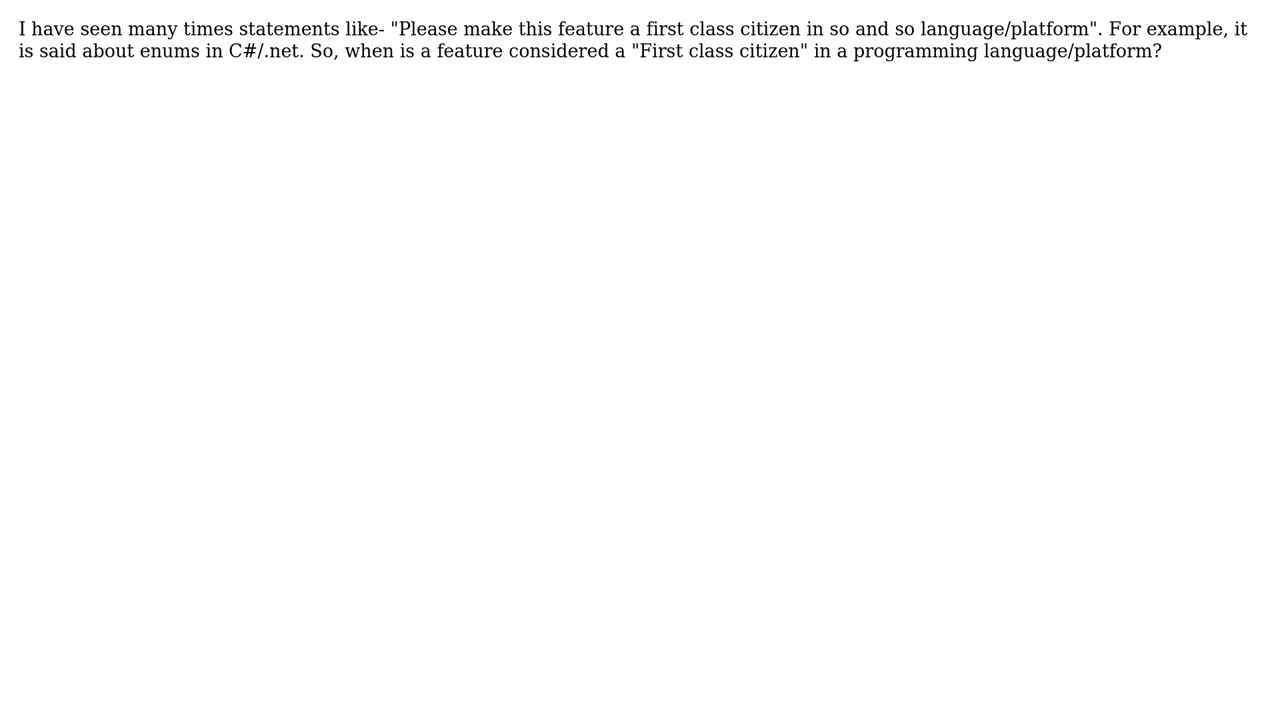 I have seen many times statements like- "Please make this feature a first class citizen in so and so language/platform". For example, it
is said about enums in C#/.net. So, when is a feature considered a "First class citizen" in a programming language/platform?